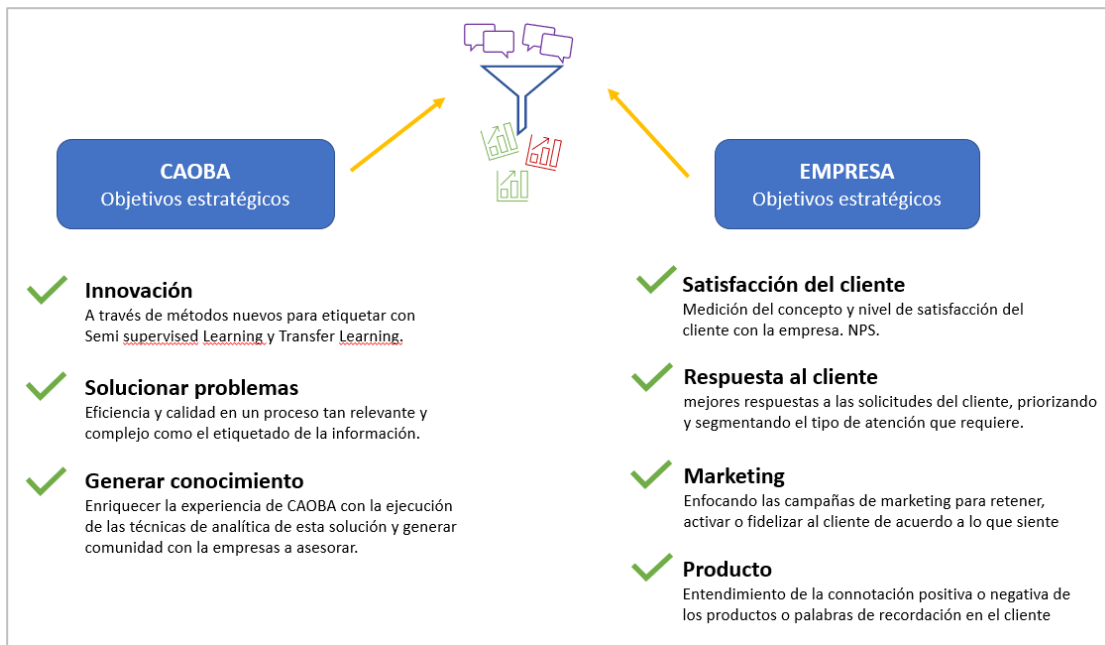 CAOBA
Objetivos estratégicos
Innovación
A través de métodos nuevos para etiquetar con
Semi supervised Learning y Transfer Learning.
Solucionar problemas
Eficiencia y calidad en un proceso tan relevante y
complejo como el etiquetado de la información.
Generar conocimiento
Enriquecer la experiencia de CAOBA con la ejecución
de las técnicas de analítica de esta solución y generar
comunidad con la empresas a asesorar.
EMPRESA
Objetivos estratégicos
Satisfacción del cliente
Medición del concepto y nivel de satisfacción del
cliente con la empresa. NPS.
Respuesta al cliente
mejores respuestas a las solicitudes del cliente, priorizando
y segmentando el tipo de atención que requiere.
Marketing
Enfocando las campañas de marketing para retener,
activar o fidelizar al cliente de acuerdo a lo que siente
Producto
Entendimiento de la connotación positiva o negativa de
los productos o palabras de recordación en el cliente